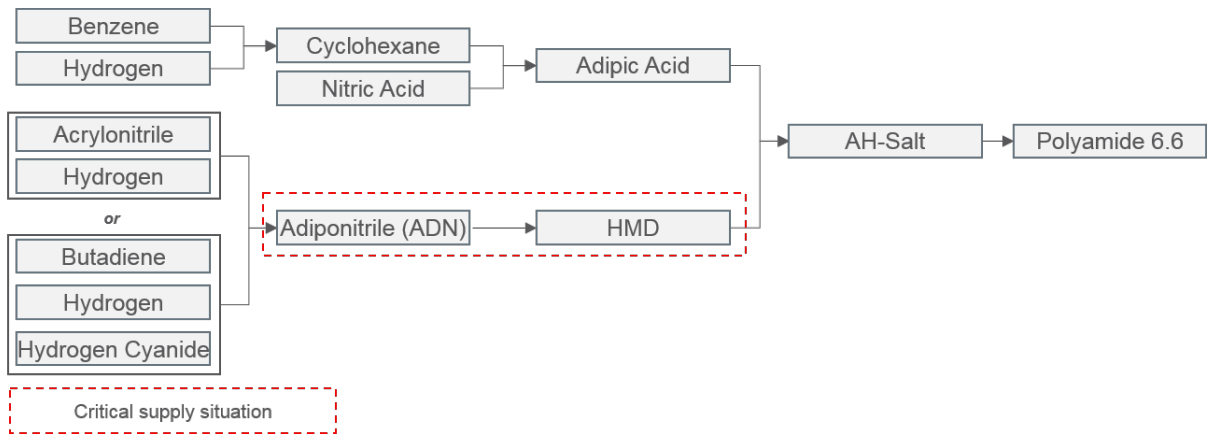 Benzene
Hydrogen
Cyclohexane
Nitric Acid
Adipic Acid
Acrylonitrile
Hydrogen
or
Butadiene
Hydrogen
Hydrogen Cyanide
Adiponitrile (ADN)
HMD
AH-Salt
Polyamide 6.6
Critical supply situation